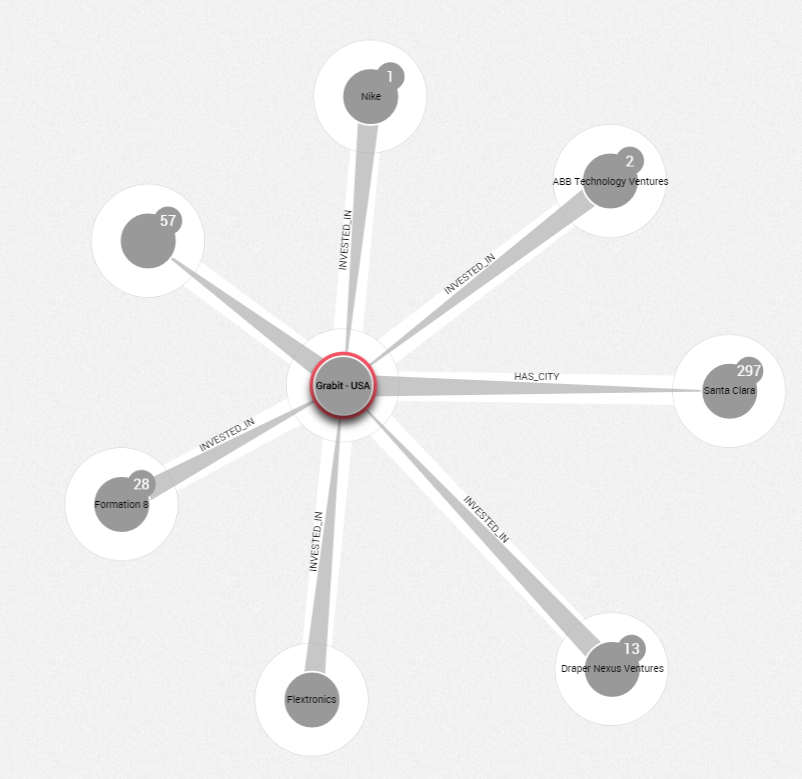 1
Nike
2
ABB Technology Ventures
57
INVESTED_IN
INVESTED_IN
297
HAS_CITY
Grabit - USA
Santa Clara
INVESTED_IN
28
Formation 8
INVESTED_IN
INVESTED_IN
13
Draper Nexus Ventures
Flextronics